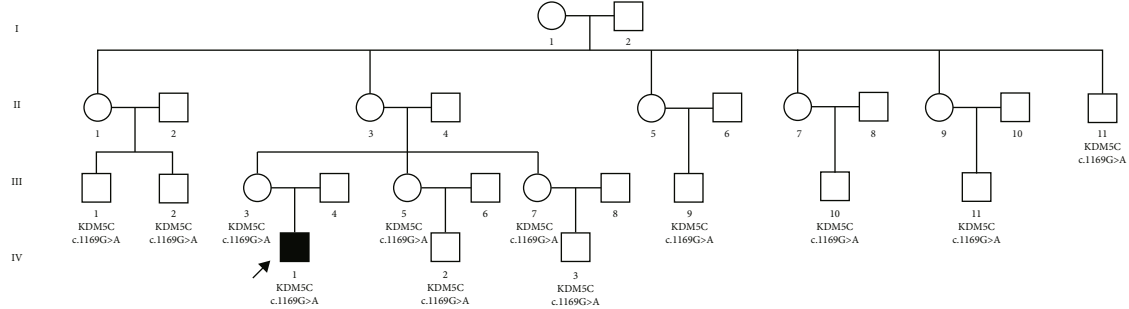 I
1 2
II
1 2 3 4 5 6 7 8 9 10 11
KDM5C
c.1169G>A
III
1 2 3 4 5 6 7 8 9 10 11
KDM5C KDM5C KDM5C KDM5C KDM5C KDM5C KDM5C KDM5C
c.1169G>A c.1169G>A c.1169G>A c.1169G>A c.1169G>A c.1169G>A c.1169G>A c.1169G>A
IV
1 2 3
KDM5C KDM5C KDM5C
c.1169G>A c.1169G>A c.1169G>A